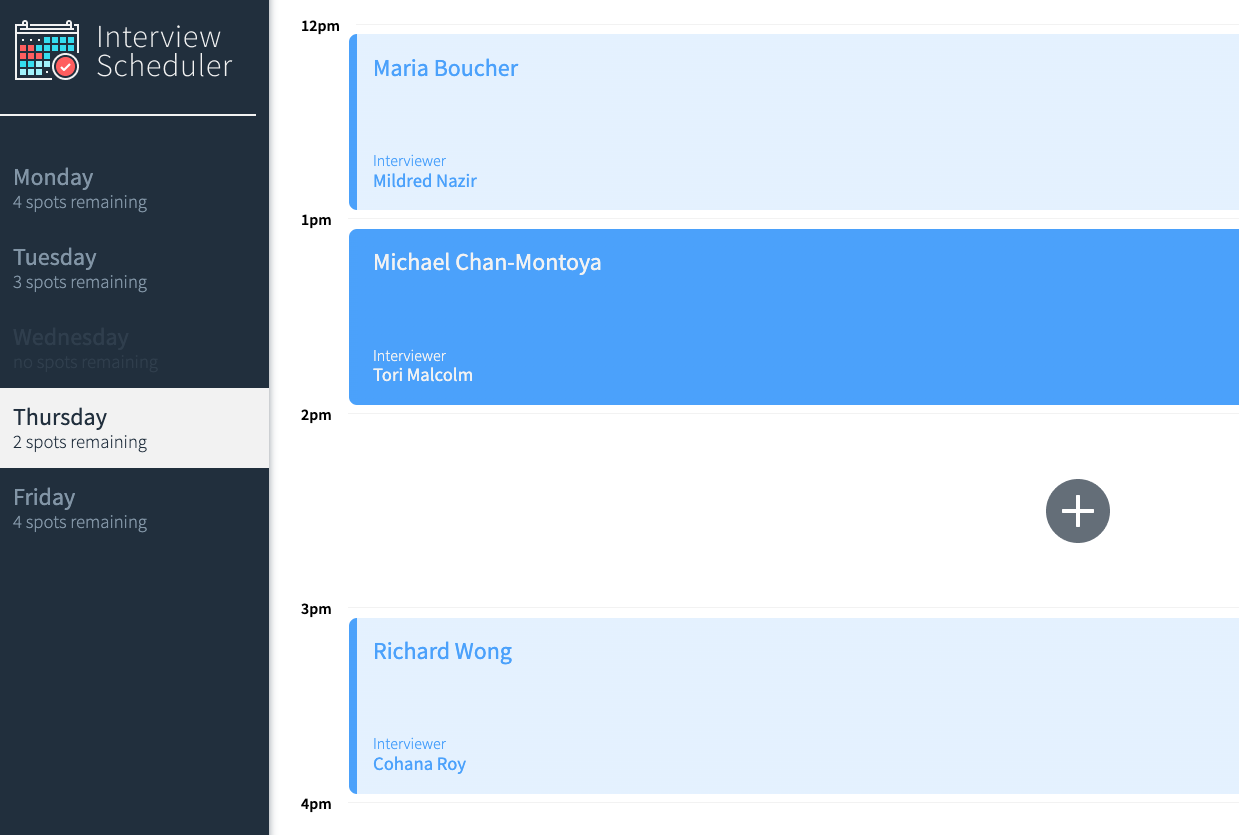 Interview
Scheduler
Monday
4 spots remaining
Tuesday
3 spots remaining
Wednesday
no spots remaining
Thursday
2 spots remaining
Friday
4 spots remaining
12pm
Maria Boucher
Interviewer
Mildred Nazir
1pm
Michael Chan-Montoya
Interviewer
Tori Malcolm
2pm
3pm
Richard Wong
Interviewer
Cohana Roy
4pm